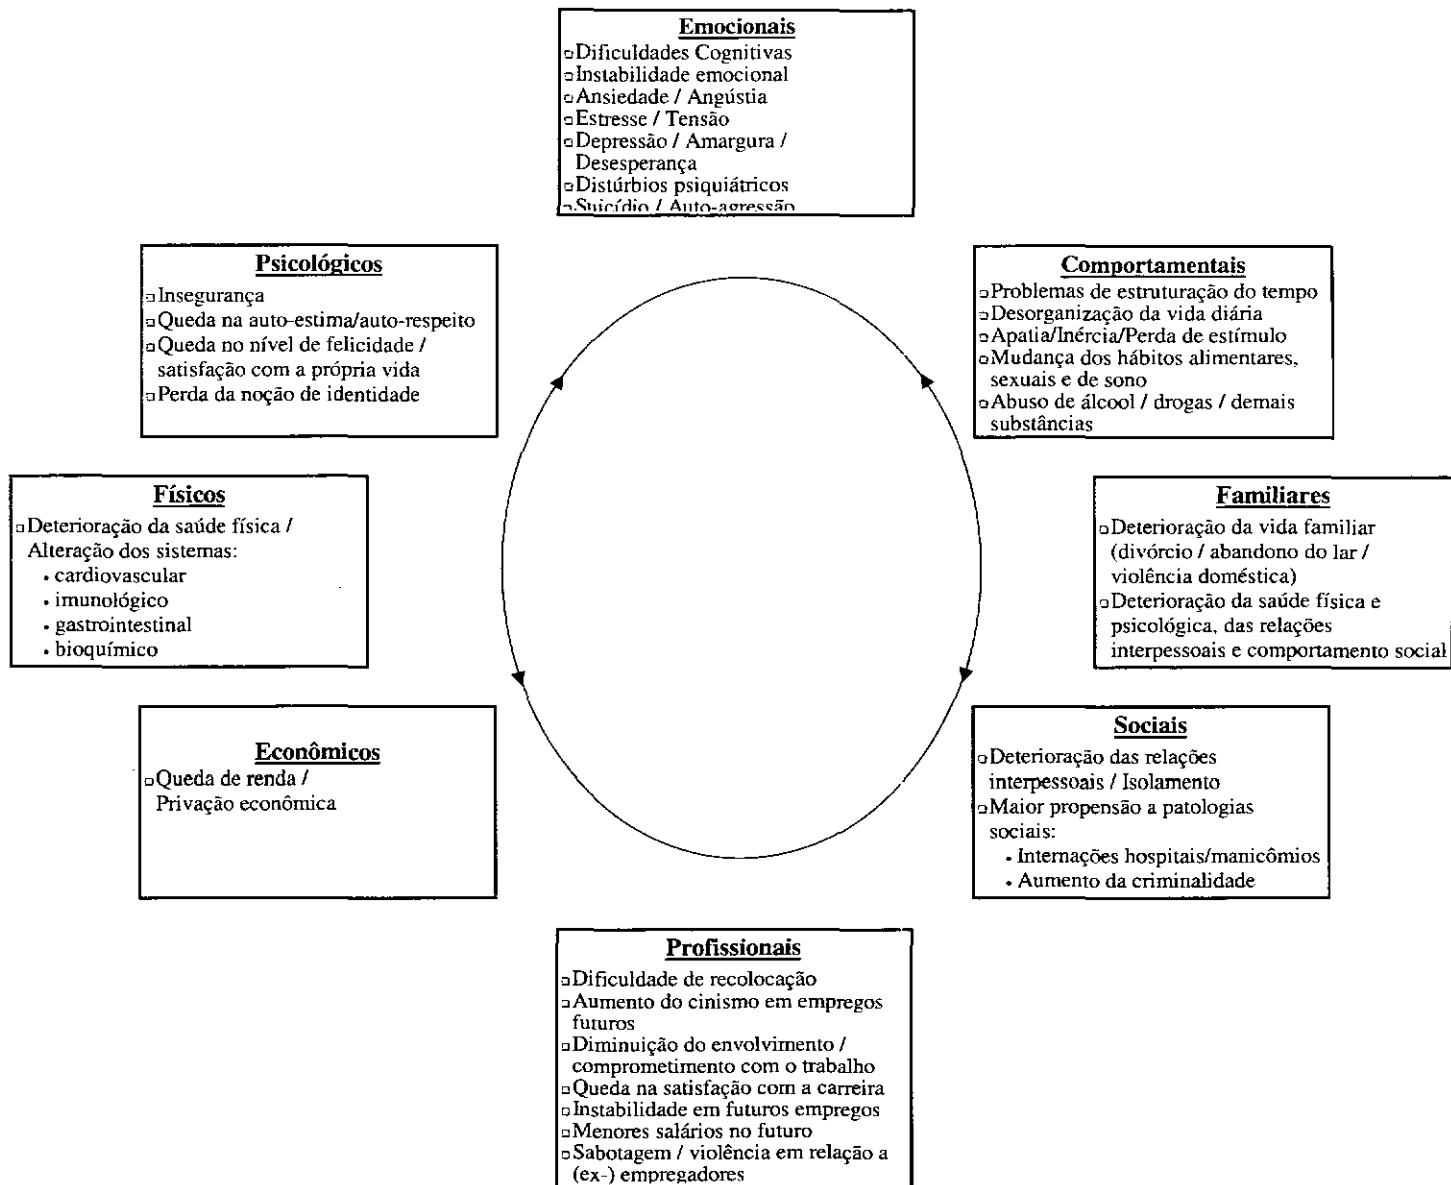 Emocionais
Dificuldades Cognitivas
Instabilidade emocional
Ansiedade / Angústia
Estresse / Tensão
Depressão / Amargura /
Desesperança
Distúrbios psiquiátricos
Suicídio / Auto-agressão
Psicológicos
Insegurança
Queda na auto-estima/auto-respeito
Queda no nível de felicidade /
satisfação com a própria vida
Perda da noção de identidade
Comportamentais
Problemas de estruturação do tempo
Desorganização da vida diária
Apatia/Inércia/Perda de estímulo
Mudança dos hábitos alimentares,
sexuais e de sono
Abuso de álcool / drogas / demais
substâncias
Físicos
Deterioração da saúde física /
Alteração dos sistemas:
• cardiovascular
• imunológico
• gastrointestinal
• bioquímico
Familiares
Deterioração da vida familiar
(divórcio / abandono do lar /
violência doméstica)
Deterioração da saúde física e
psicológica, das relações
interpessoais e comportamento social
Econômicos
Queda de renda /
Privação econômica
Sociais
Deterioração das relações
interpessoais / Isolamento
Maior propensão a patologias
sociais:
• Internações hospitais/manicômios
• Aumento da criminalidade
Profissionais
Dificuldade de recolocação
Aumento do cinismo em empregos
futuros
Diminuição do envolvimento /
comprometimento com o trabalho
Queda na satisfação com a carreira
Instabilidade em futuros empregos
Menores salários no futuro
Sabotagem / violência em relação a
(ex-) empregadores